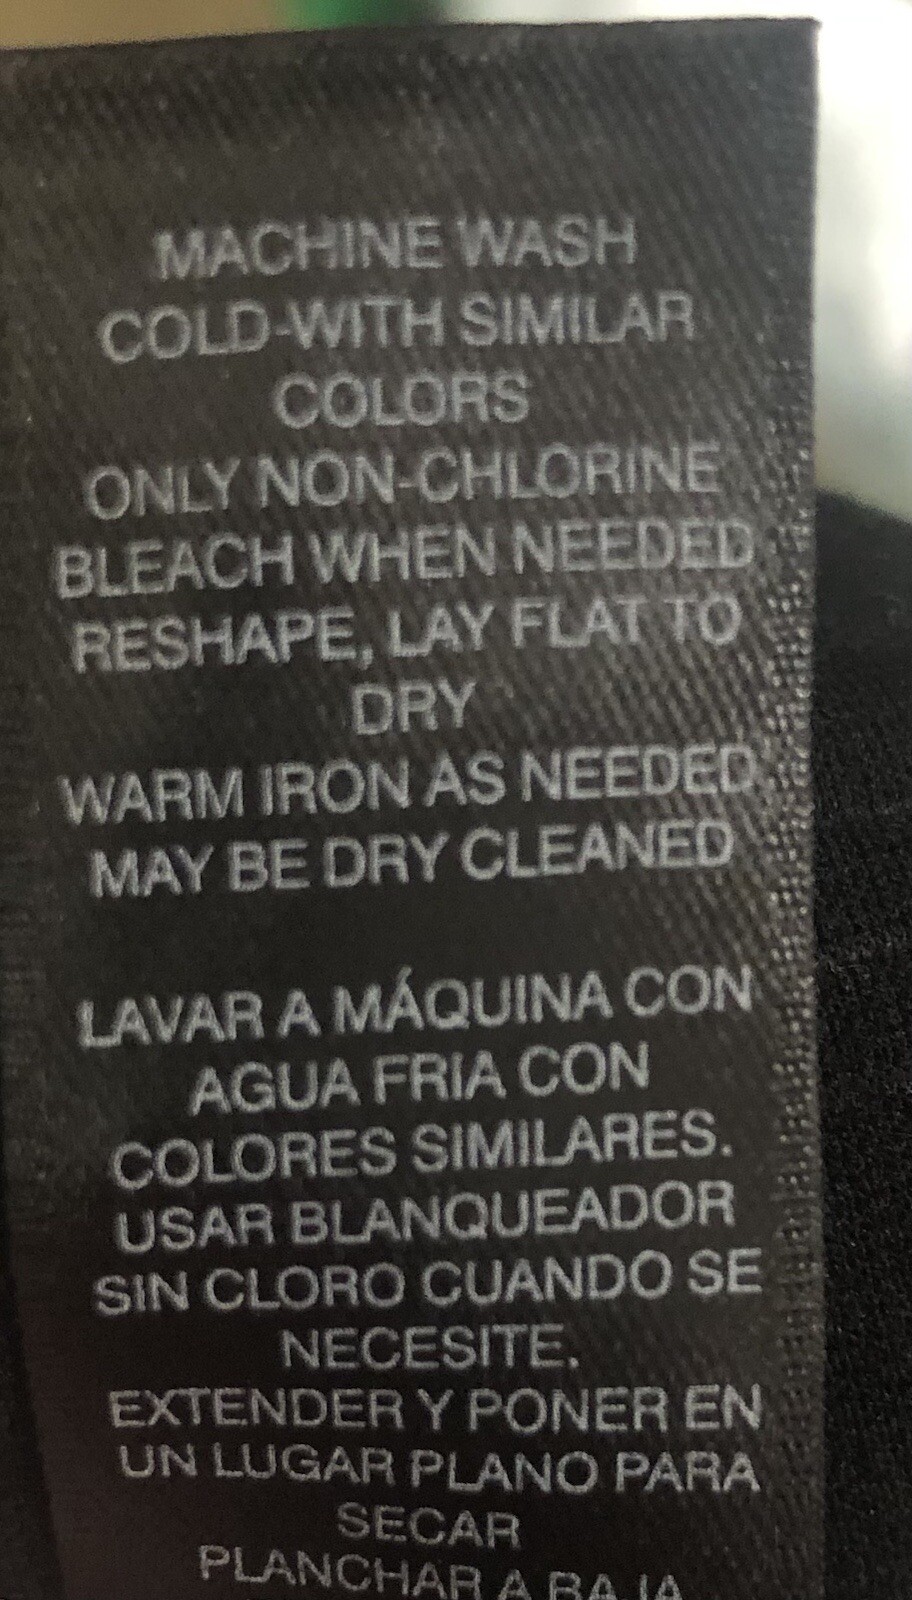 MACHINE WASH
COLD-WITH SIMILAR
COLORS
ONLY NON-CHLORINE
BLEACH WHEN NEEDED
RESHAPE, LAY FLAT TO
DRY
WARM IRON AS NEEDED
MAY BE DRY CLEANED
LAVAR A MÁQUINA CON
AGUA FRIA CON
COLORES SIMILARES.
USAR BLANQUEADOR
SIN CLORO CUANDO SE
NECESITE.
EXTENDER Y PONER EN
UN LUGAR PLANO PARA
SECAR
PLANCHAR A BAJA